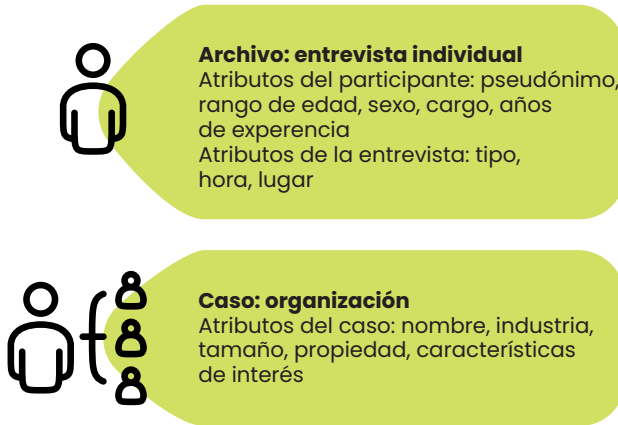 Archivo: entrevista individual
Atributos del participante: pseudónimo,
rango de edad, sexo, cargo, años
de experencia
Atributos de la entrevista: tipo,
hora, lugar
Caso: organización
Atributos del caso: nombre, industria,
tamaño, propiedad, características
de interés